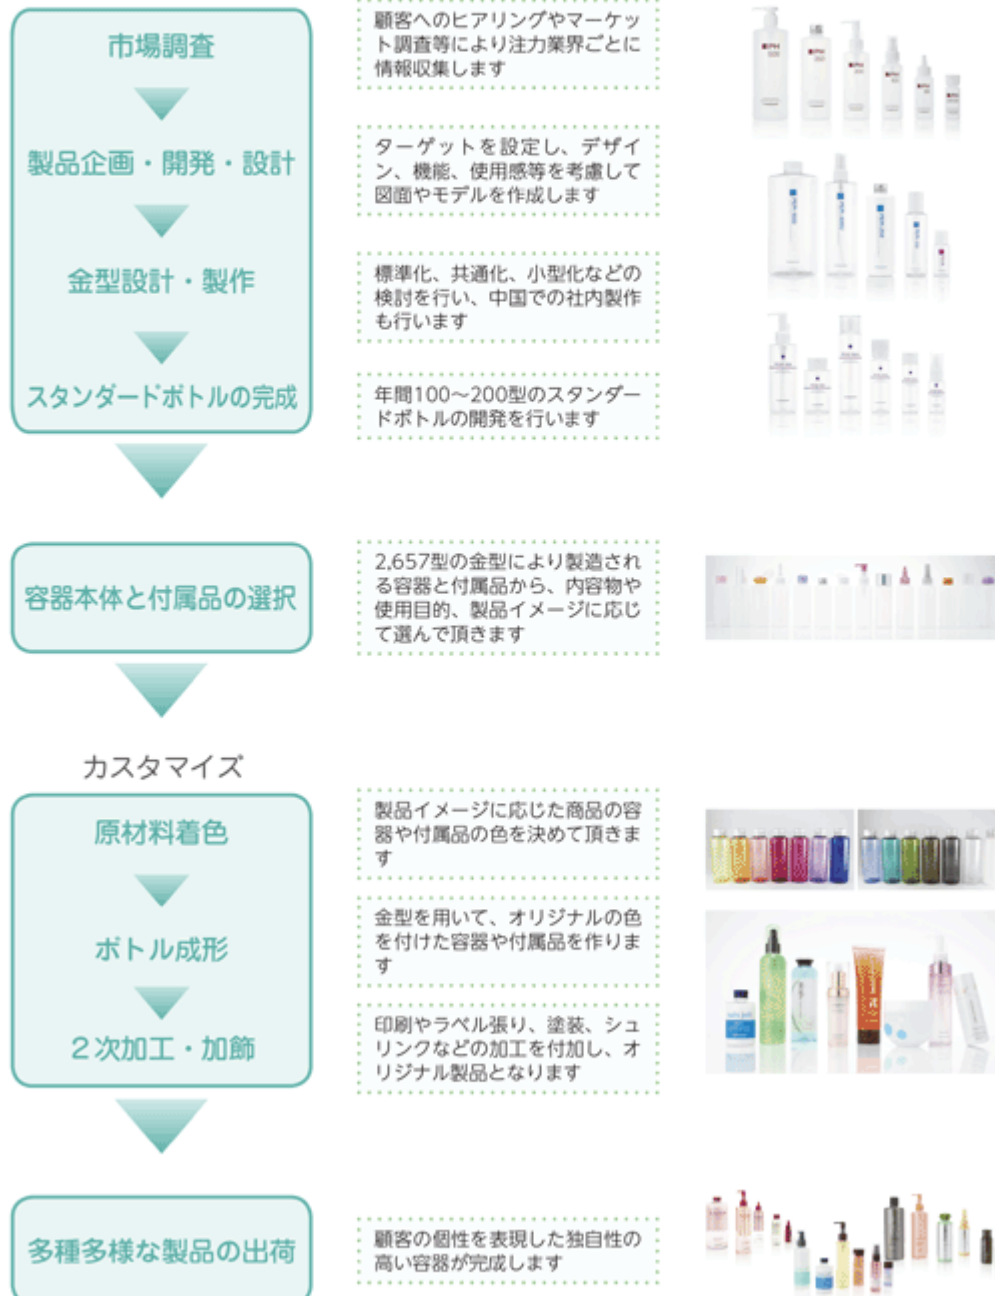 市場調査
顧客へのヒアリングやマーケッ
ト調査等により注力業界ごとに
情報収集します
製品企画・開発・設計
ターゲットを設定し、デザイ
ン、機能、使用感等を考慮して
図面やモデルを作成します
金型設計・製作
標準化、共通化、小型化などの
検討を行い、中国での社内製作
も行います
スタンダードボトルの完成
年間100～200型のスタンダー
ドボトルの開発を行います
容器本体と付属品の選択
2,657型の金型により製造され
る容器と付属品から、内容物や
使用目的、製品イメージに応じ
て選んで頂きます
カスタマイズ
原材料着色
製品イメージに応じた商品の容
器や付属品の色を決めて頂きま
す
ボトル成形
金型を用いて、オリジナルの色
を付けた容器や付属品を作りま
す
２次加工・加飾
印刷やラベル張り、塗装、シュ
リンクなどの加工を付加し、オ
リジナル製品となります
多種多様な製品の出荷
顧客の個性を表現した独自性の
高い容器が完成します